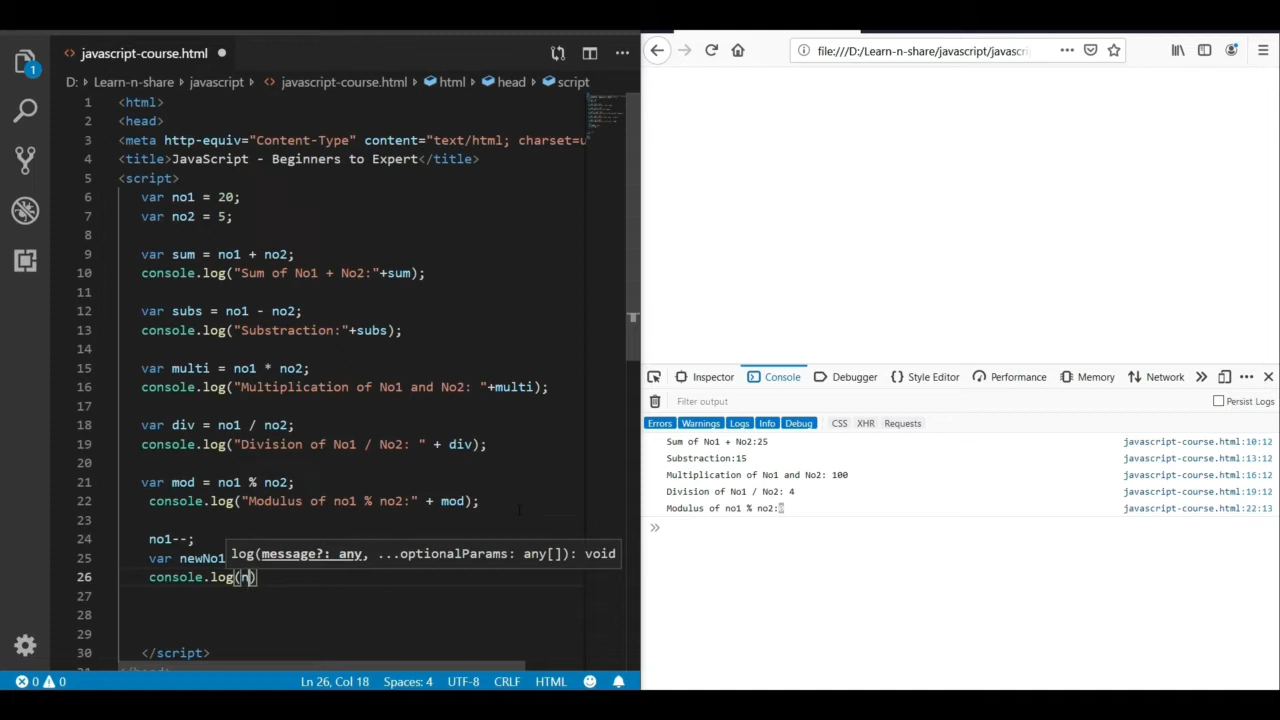 javascript-course.html
1
D: > Learn-n-share > javascript > javascript-course.html > html > head > script
1 <html>
2 <head>
3 <meta http-equiv="Content-Type" content="text/html; charset=u
4 <title>JavaScript - Beginners to Expert</title>
5 <script>
6 var no1 = 20;
7 var no2 = 5;
8
9 var sum = no1 + no2;
10 console.log("Sum of No1 + No2:"+sum);
11
12 var subs = no1 - no2;
13 console.log("Substraction:"+subs);
14
15 var multi = no1 * no2;
16 console.log("Multiplication of No1 and No2: "+multi);
17
18 var div = no1 / no2;
19 console.log("Division of No1 / No2: " + div);
20
21 var mod = no1 % no2;
22 console.log("Modulus of no1 % no2:" + mod);
23
24 no1--;
25 var newNo1
log(message?: any, ...optionalParams: any[]): void
26 console.log(n)
27
28
29
30 </script>
31 </head>
0 0 Ln 26, Col 18 Spaces: 4 UTF-8 CRLF HTML
file:///D:/Learn-n-share/javascript/javascri
Inspector Console Debugger Style Editor Performance Memory Network
Filter output Persist Logs
Errors Warnings Logs Info Debug CSS XHR Requests
Sum of No1 + No2:25 javascript-course.html:10:12
Substraction:15 javascript-course.html:13:12
Multiplication of No1 and No2: 100 javascript-course.html:16:12
Division of No1 / No2: 4 javascript-course.html:19:12
Modulus of no1 % no2:0 javascript-course.html:22:13